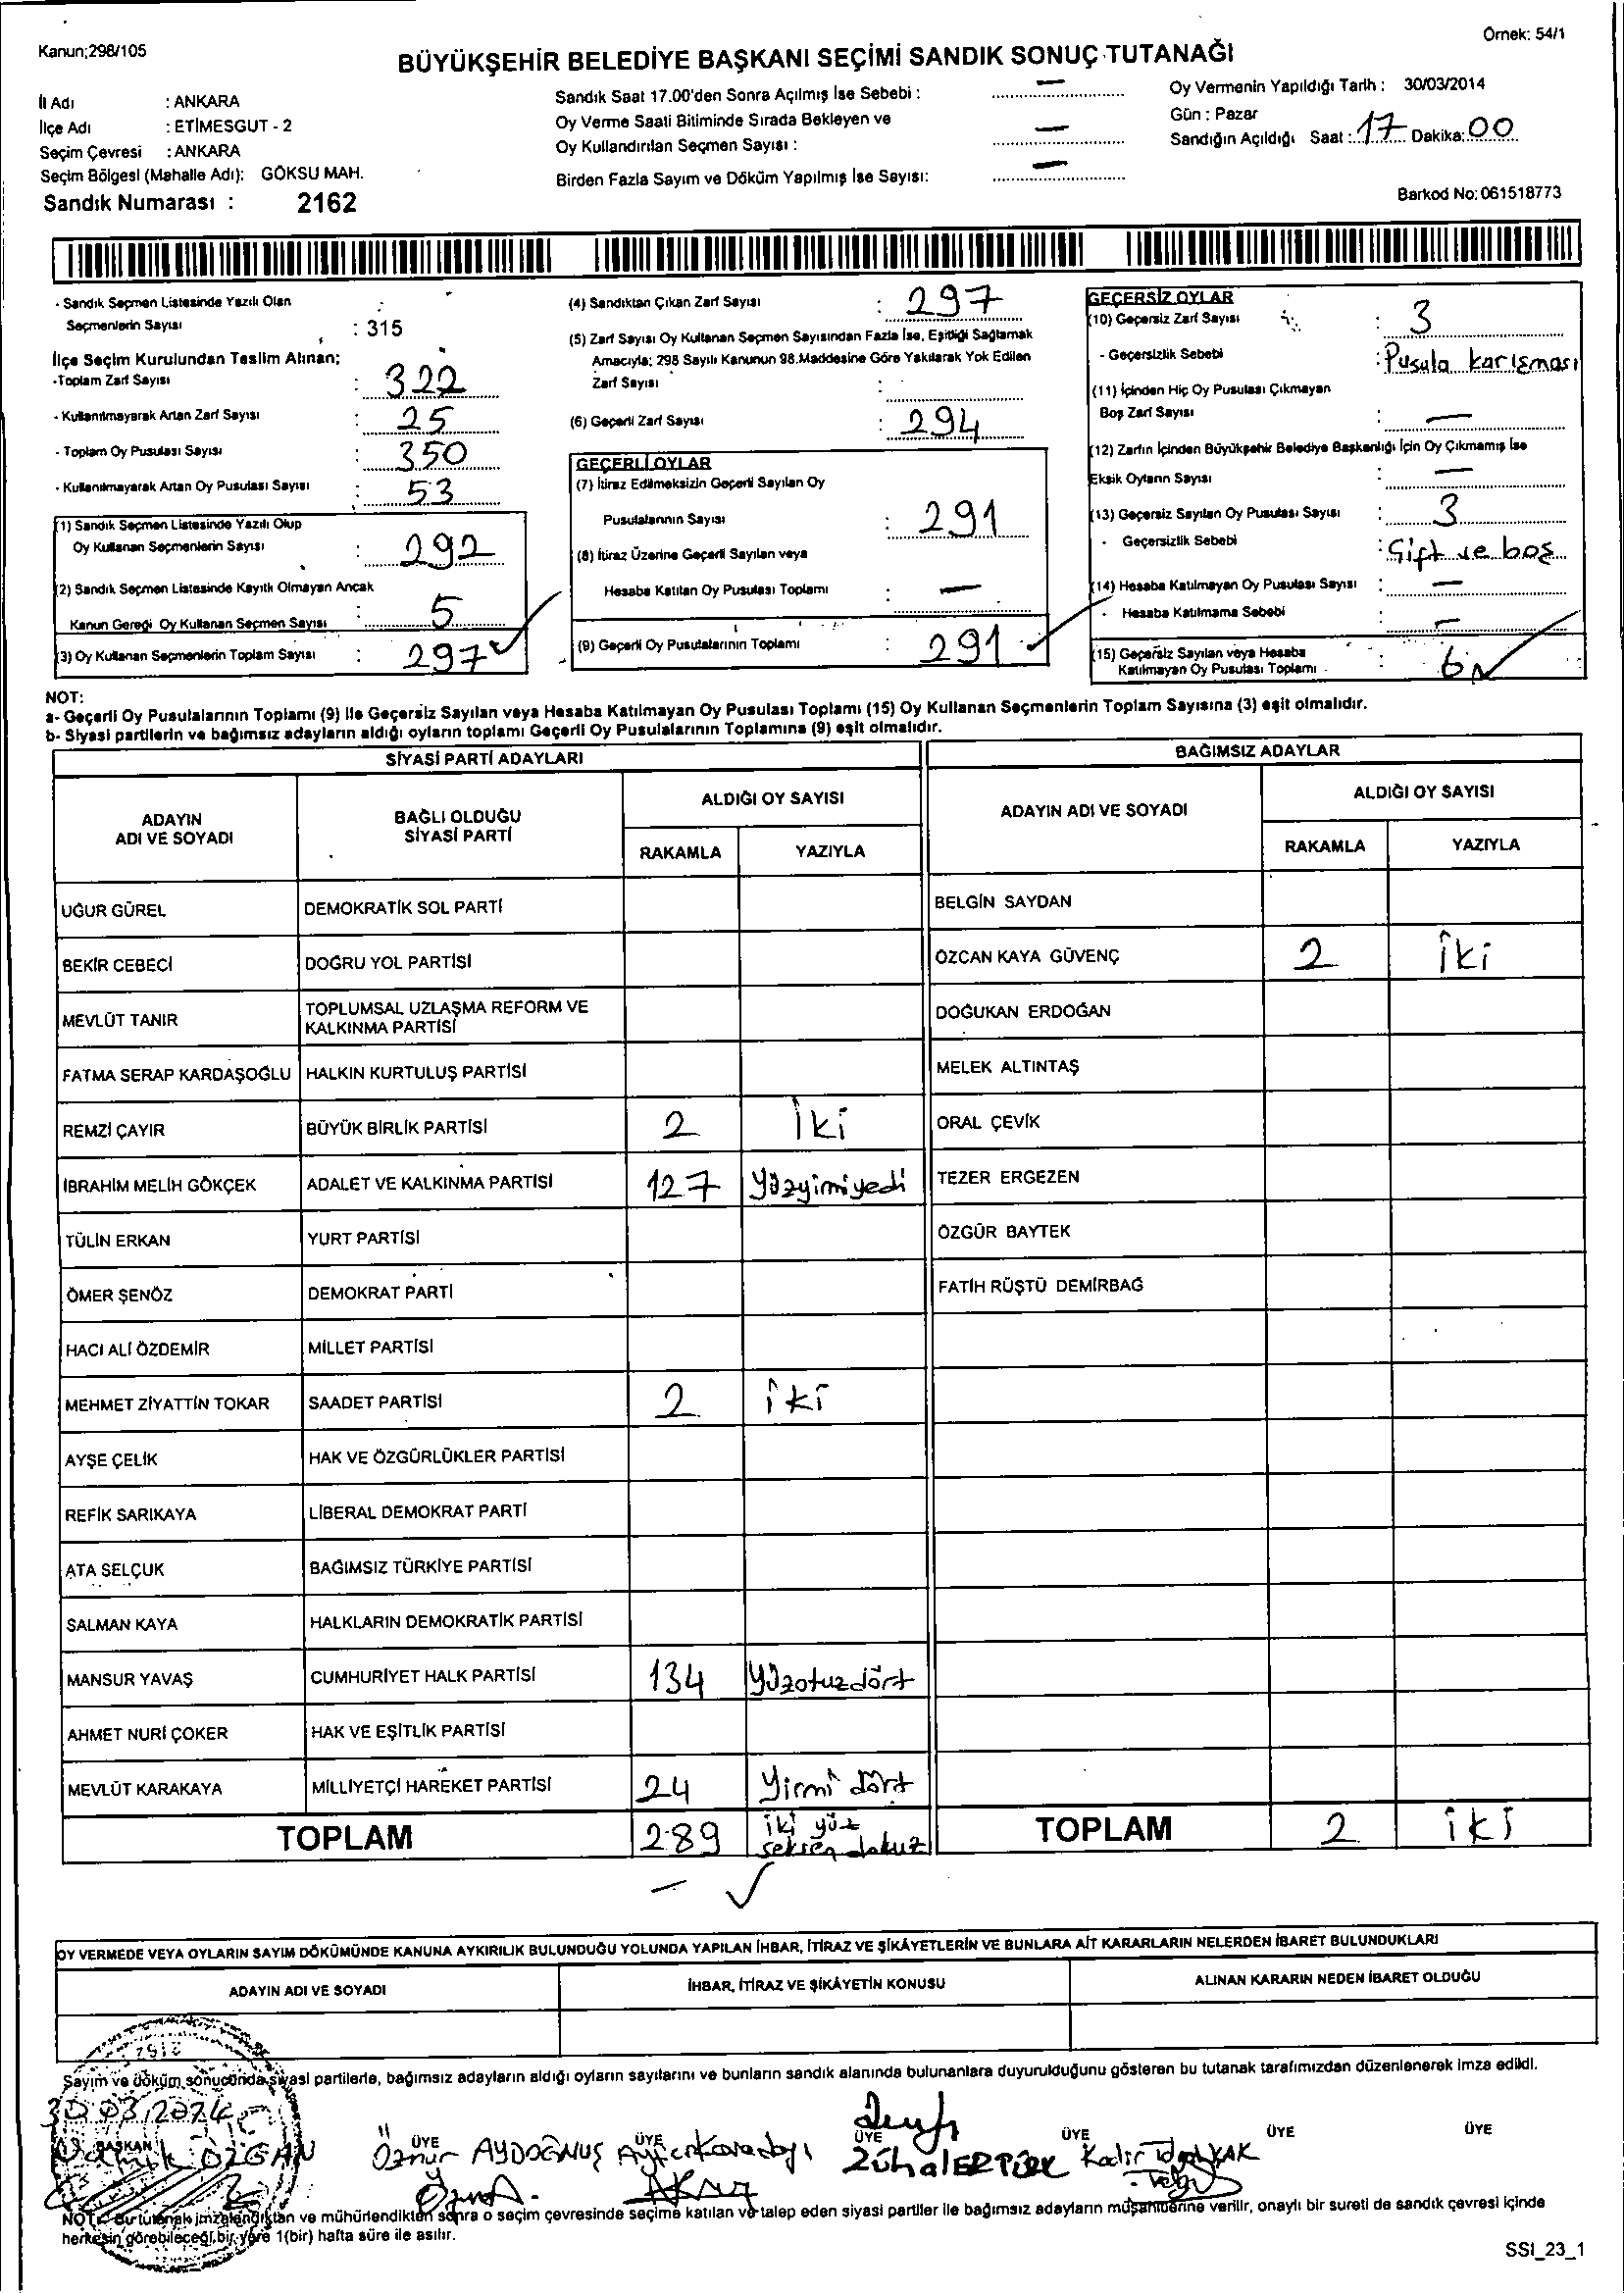 Kanun;298/105
Örnek: 54/1
BÜYÜKŞEHİR BELEDİYE BAŞKANI SEÇİMİ SANDIK SONUÇ TUTANAĞI
İl Adı : ANKARA
İlçe Adı : ETİMESGUT - 2
Seçim Çevresi : ANKARA
Seçim Bölgesi (Mahalle Adı): GÖKSU MAH.
Sandık Numarası : 2162
Sandık Saat 17.00'den Sonra Açılmış İse Sebebi : —
Oy Verme Saati Bitiminde Sırada Bekleyen ve
Oy Kullandırılan Seçmen Sayısı : —
Birden Fazla Sayım ve Döküm Yapılmış İse Sayısı: —
Oy Vermenin Yapıldığı Tarih : 30/03/2014
Gün : Pazar
Sandığın Açıldığı Saat : 17 Dakika: 00
Barkod No: 061518773
- Sandık Seçmen Listesinde Yazılı Olan
Seçmenlerin Sayısı : 315
İlçe Seçim Kurulundan Teslim Alınan;
-Toplam Zarf Sayısı : 322
- Kullanılmayarak Artan Zarf Sayısı : 25
- Toplam Oy Pusulası Sayısı : 350
- Kullanılmayarak Artan Oy Pusulası Sayısı : 53
(1) Sandık Seçmen Listesinde Yazılı Olup
Oy Kullanan Seçmenlerin Sayısı : 292
(2) Sandık Seçmen Listesinde Kayıtlı Olmayan Ancak
Kanun Gereği Oy Kullanan Seçmen Sayısı : 5
(3) Oy Kullanan Seçmenlerin Toplam Sayısı : 297
(4) Sandıktan Çıkan Zarf Sayısı : 297
(5) Zarf Sayısı Oy Kullanan Seçmen Sayısından Fazla İse, Eşitliği Sağlamak
Amacıyla; 298 Sayılı Kanunun 98.Maddesine Göre Yakılarak Yok Edilen
Zarf Sayısı :
(6) Geçerli Zarf Sayısı : 294
GEÇERLİ OYLAR
(7) İtiraz Edilmeksizin Geçerli Sayılan Oy
Pusulalarının Sayısı : 291
(8) İtiraz Üzerine Geçerli Sayılan veya
Hesaba Katılan Oy Pusulası Toplamı : —
(9) Geçerli Oy Pusulalarının Toplamı : 291
GEÇERSİZ OYLAR
(10) Geçersiz Zarf Sayısı : 3
- Geçersizlik Sebebi : Pusula karışması
(11) İçinden Hiç Oy Pusulası Çıkmayan
Boş Zarf Sayısı : —
(12) Zarfın İçinden Büyükşehir Belediye Başkanlığı İçin Oy Çıkmamış İse
Eksik Oyların Sayısı : —
(13) Geçersiz Sayılan Oy Pusulası Sayısı : 3
- Geçersizlik Sebebi : Çift ve boş
(14) Hesaba Katılmayan Oy Pusulası Sayısı : —
- Hesaba Katılmama Sebebi : —
(15) Geçersiz Sayılan veya Hesaba
Katılmayan Oy Pusulası Toplamı : 6
NOT:
a- Geçerli Oy Pusulalarının Toplamı (9) ile Geçersiz Sayılan veya Hesaba Katılmayan Oy Pusulası Toplamı (15) Oy Kullanan Seçmenlerin Toplam Sayısına (3) eşit olmalıdır.
b- Siyasi partilerin ve bağımsız adayların aldığı oyların toplamı Geçerli Oy Pusulalarının Toplamına (9) eşit olmalıdır.
SİYASİ PARTİ ADAYLARI
ADAYIN
ADI VE SOYADI
BAĞLI OLDUĞU
SİYASİ PARTİ
ALDIĞI OY SAYISI
RAKAMLA YAZIYLA
UĞUR GÜREL DEMOKRATİK SOL PARTİ
BEKİR CEBECİ DOĞRU YOL PARTİSİ
MEVLÜT TANIR TOPLUMSAL UZLAŞMA REFORM VE
KALKINMA PARTİSİ
FATMA SERAP KARDAŞOĞLU HALKIN KURTULUŞ PARTİSİ
REMZİ ÇAYIR BÜYÜK BİRLİK PARTİSİ 2 İki
İBRAHİM MELİH GÖKÇEK ADALET VE KALKINMA PARTİSİ 127 Yüzyimiyedi
TÜLİN ERKAN YURT PARTİSİ
ÖMER ŞENÖZ DEMOKRAT PARTİ
HACI ALİ ÖZDEMİR MİLLET PARTİSİ
MEHMET ZİYATTİN TOKAR SAADET PARTİSİ 2 iki
AYŞE ÇELİK HAK VE ÖZGÜRLÜKLER PARTİSİ
REFİK SARIKAYA LİBERAL DEMOKRAT PARTİ
ATA SELÇUK BAĞIMSIZ TÜRKİYE PARTİSİ
SALMAN KAYA HALKLARIN DEMOKRATİK PARTİSİ
MANSUR YAVAŞ CUMHURİYET HALK PARTİSİ 134 Yüzotuzdört
AHMET NURİ ÇOKER HAK VE EŞİTLİK PARTİSİ
MEVLÜT KARAKAYA MİLLİYETÇİ HAREKET PARTİSİ 24 Yirmi dört
TOPLAM 289 iki yüz
seksen dokuz
BAĞIMSIZ ADAYLAR
ADAYIN ADI VE SOYADI
ALDIĞI OY SAYISI
RAKAMLA YAZIYLA
BELGİN SAYDAN
ÖZCAN KAYA GÜVENÇ 2 iki
DOĞUKAN ERDOĞAN
MELEK ALTINTAŞ
ORAL ÇEVİK
TEZER ERGEZEN
ÖZGÜR BAYTEK
FATİH RÜŞTÜ DEMİRBAĞ
TOPLAM 2 iki
OY VERMEDE VEYA OYLARIN SAYIM DÖKÜMÜNDE KANUNA AYKIRILIK BULUNDUĞU YOLUNDA YAPILAN İHBAR, İTİRAZ VE ŞİKÂYETLERİN VE BUNLARA AİT KARARLARIN NELERDEN İBARET BULUNDUKLARI
ADAYIN ADI VE SOYADI İHBAR, İTİRAZ VE ŞİKÂYETİN KONUSU ALINAN KARARIN NEDEN İBARET OLDUĞU
Sayım ve döküm sonucunda siyasi partilerle, bağımsız adayların aldığı oyların sayılarını ve bunların sandık alanında bulunanlara duyurulduğunu gösteren bu tutanak tarafımızdan düzenlenerek imza edildi.
BAŞKAN ÜYE ÜYE ÜYE ÜYE ÜYE ÜYE
ÖZCAN Öznur AYDOĞMUŞ Zühal ERTÜRK Kadir
NOT: Bu tutanak imzalandıktan ve mühürlendikten sonra o seçim çevresinde seçime katılan ve talep eden siyasi partiler ile bağımsız adayların müşahitlerine verilir, onaylı bir sureti de sandık çevresi içinde
herkesin görebileceği bir yere 1(bir) hafta süre ile asılır.
SSI_23_1